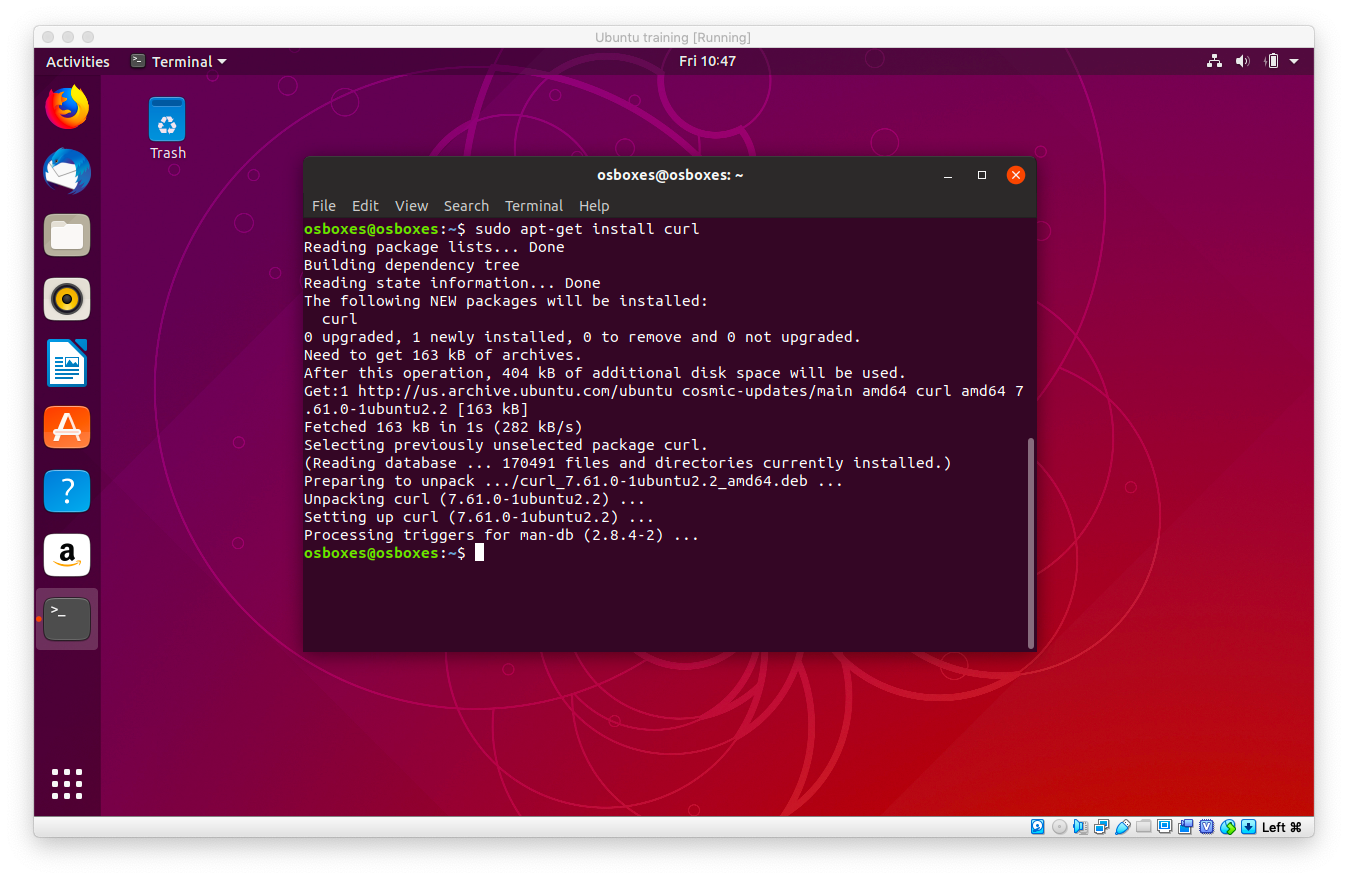 Ubuntu training [Running]
Activities
Terminal
Fri 10:47
Trash
osboxes@osboxes: ~
File Edit View Search Terminal Help
osboxes@osboxes:~$ sudo apt-get install curl
Reading package lists... Done
Building dependency tree
Reading state information... Done
The following NEW packages will be installed:
  curl
0 upgraded, 1 newly installed, 0 to remove and 0 not upgraded.
Need to get 163 kB of archives.
After this operation, 404 kB of additional disk space will be used.
Get:1 http://us.archive.ubuntu.com/ubuntu cosmic-updates/main amd64 curl amd64 7
.61.0-1ubuntu2.2 [163 kB]
Fetched 163 kB in 1s (282 kB/s)
Selecting previously unselected package curl.
(Reading database ... 170491 files and directories currently installed.)
Preparing to unpack .../curl_7.61.0-1ubuntu2.2_amd64.deb ...
Unpacking curl (7.61.0-1ubuntu2.2) ...
Setting up curl (7.61.0-1ubuntu2.2) ...
Processing triggers for man-db (2.8.4-2) ...
osboxes@osboxes:~$
Left ⌘